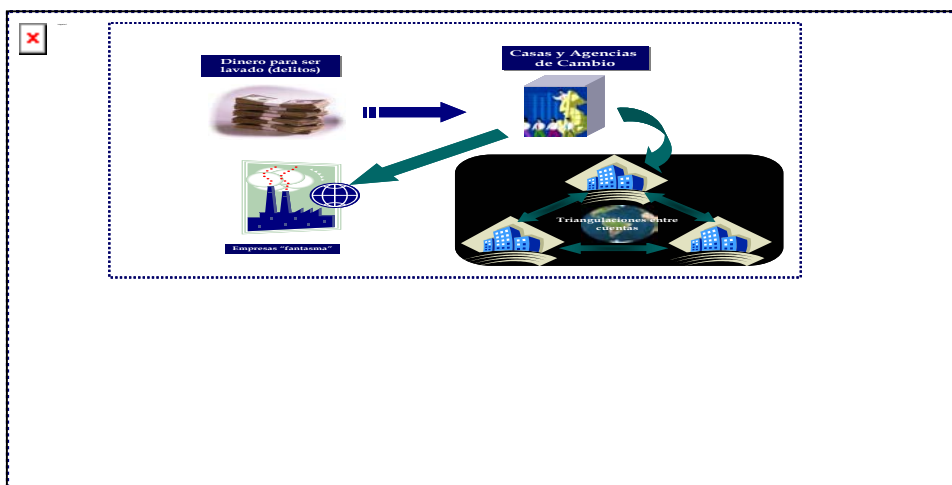 Dinero para ser
lavado (delitos)
Casas y Agencias
de Cambio
Empresas “fantasma”
Triangulaciones entre
cuentas